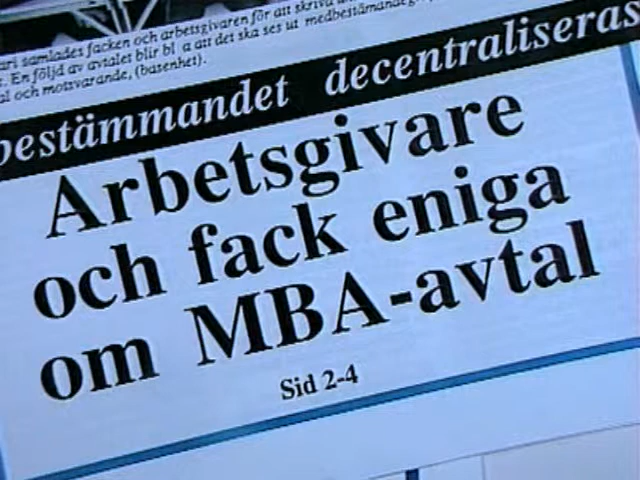 samlades facken och arbetsgivaren för att skriva
En följd av avtalet blir bl a att det ska ses ut
al och motsvarande, (basenhet).
bestämmandet decentraliseras
Arbetsgivare
och fack eniga
om MBA-avtal
Sid 2-4